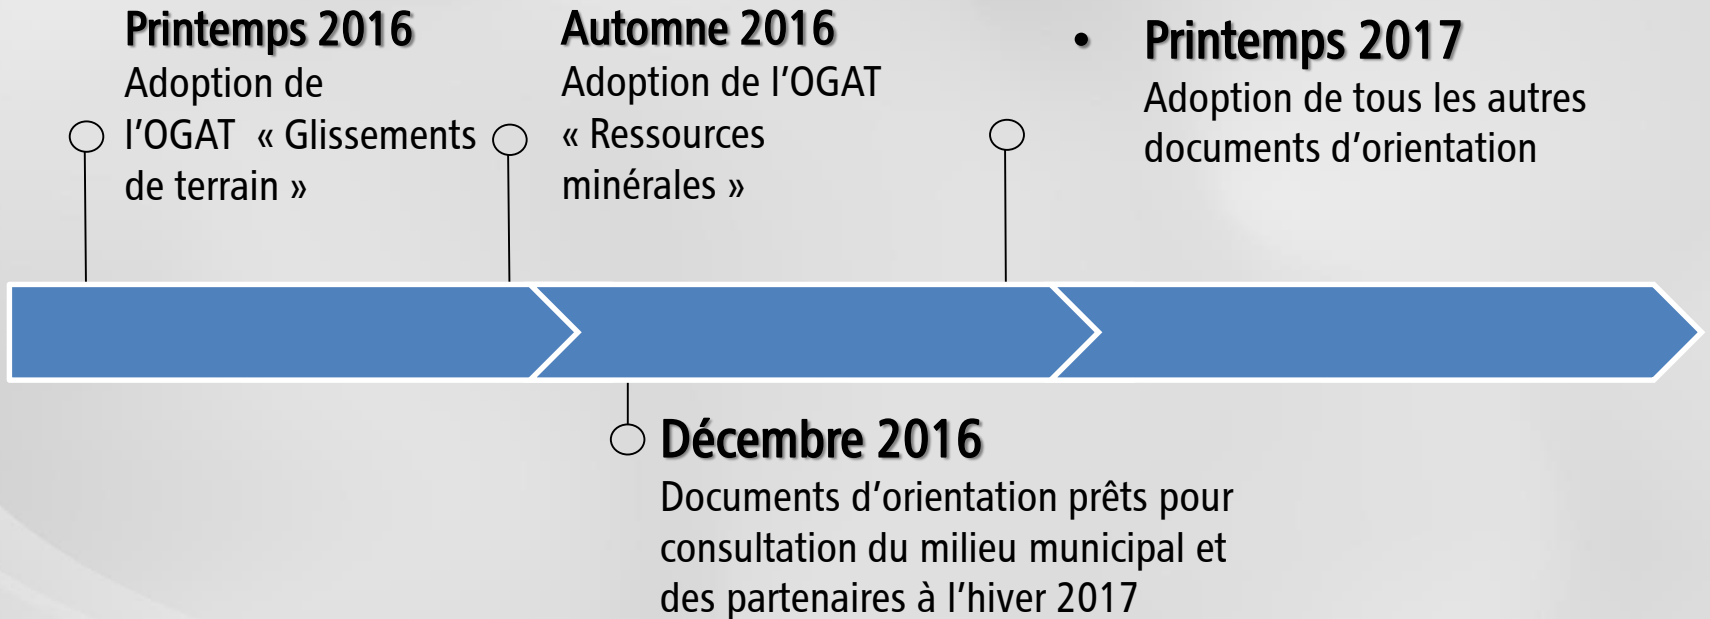 Printemps 2016
Adoption de
l’OGAT « Glissements
de terrain »
Automne 2016
Adoption de l’OGAT
« Ressources
minérales »
• Printemps 2017
Adoption de tous les autres
documents d’orientation
Décembre 2016
Documents d’orientation prêts pour
consultation du milieu municipal et
des partenaires à l’hiver 2017